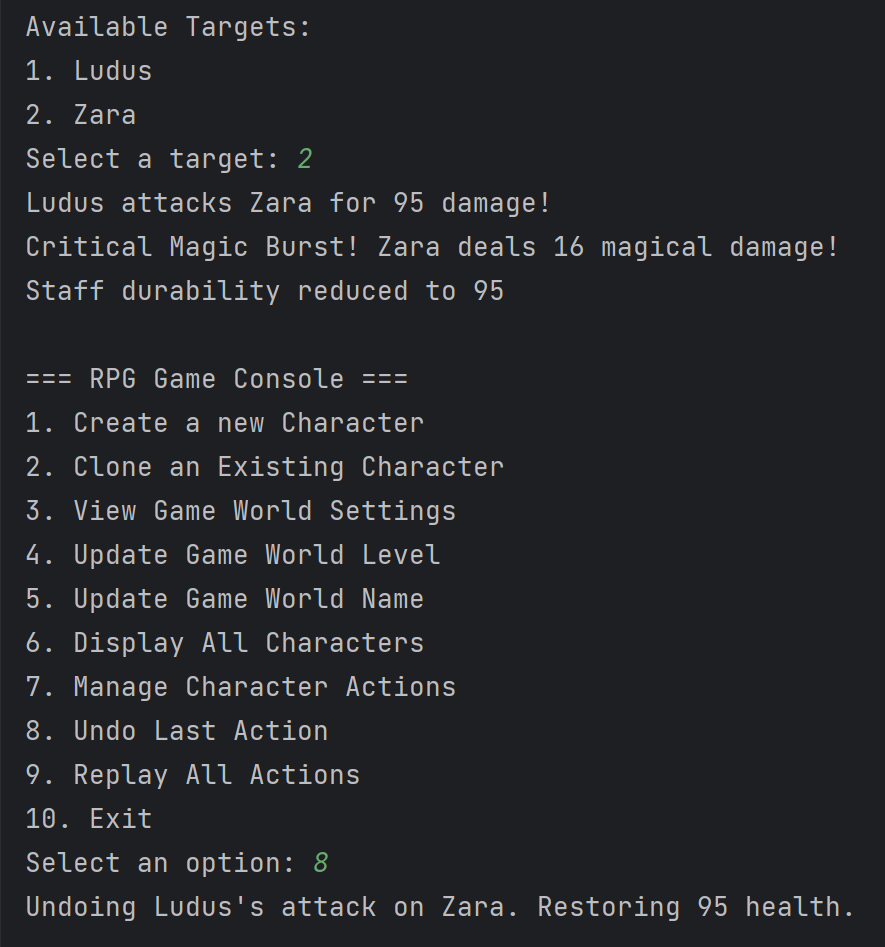 Available Targets:
1. Ludus
2. Zara
Select a target: 2
Ludus attacks Zara for 95 damage!
Critical Magic Burst! Zara deals 16 magical damage!
Staff durability reduced to 95
=== RPG Game Console ===
1. Create a new Character
2. Clone an Existing Character
3. View Game World Settings
4. Update Game World Level
5. Update Game World Name
6. Display All Characters
7. Manage Character Actions
8. Undo Last Action
9. Replay All Actions
10. Exit
Select an option: 8
Undoing Ludus's attack on Zara. Restoring 95 health.